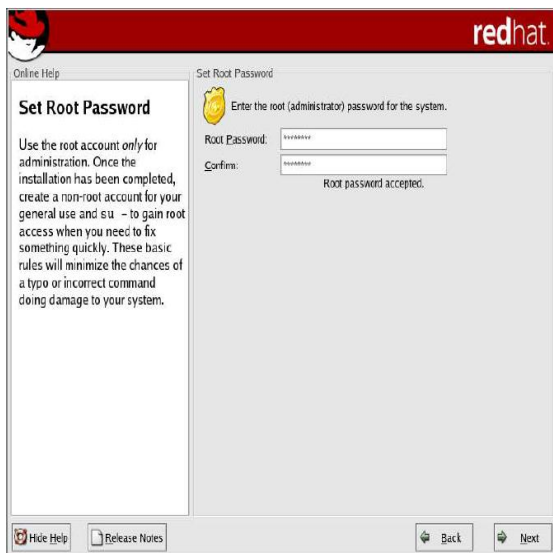 redhat.
Online Help
Set Root Password
Use the root account only for
administration. Once the
installation has been completed,
create a non-root account for your
general use and su - to gain root
access when you need to fix
something quickly. These basic
rules will minimize the chances of
a typo or incorrect command
doing damage to your system.
Set Root Password
Enter the root (administrator) password for the system.
Root Password: ********
Confirm: ********
Root password accepted.
Hide Help
Release Notes
Back
Next